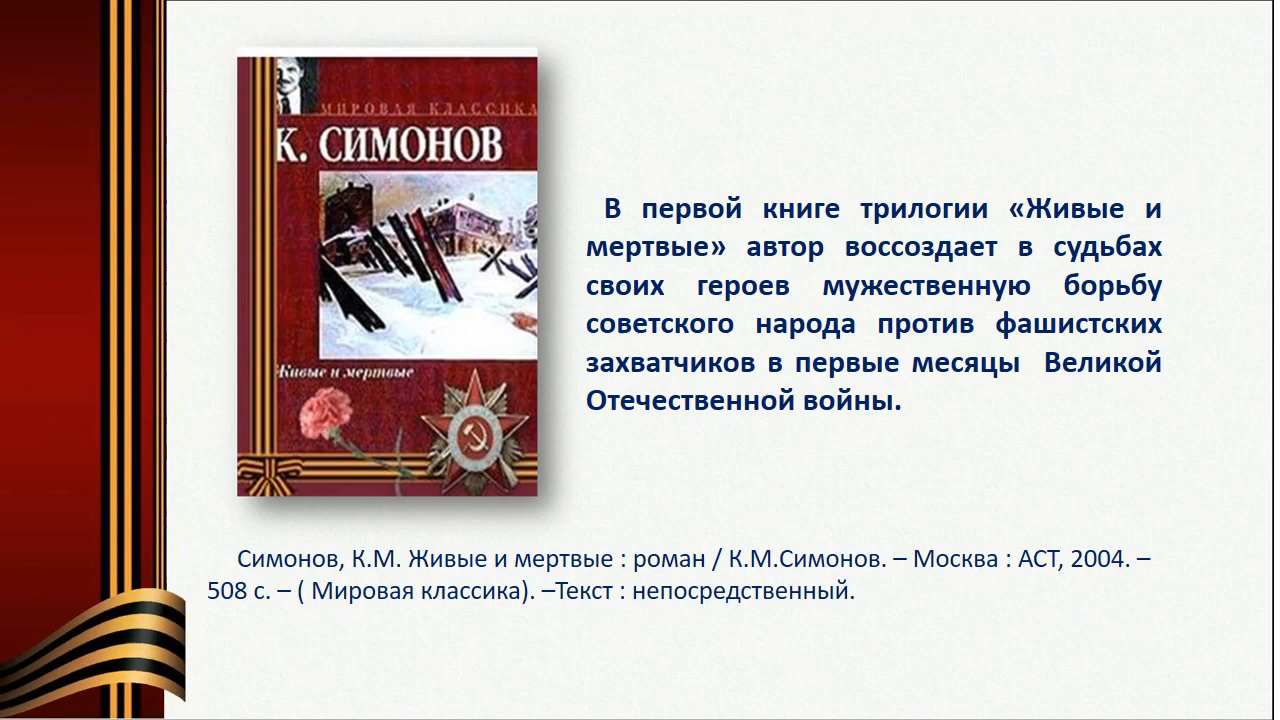 МИРОВАЯ КЛАССИКА
К. СИМОНОВ
Живые и мертвые
В первой книге трилогии «Живые и
мертвые» автор воссоздает в судьбах
своих героев мужественную борьбу
советского народа против фашистских
захватчиков в первые месяцы Великой
Отечественной войны.
Симонов, К.М. Живые и мертвые : роман / К.М.Симонов. – Москва : АСТ, 2004. –
508 с. – ( Мировая классика). –Текст : непосредственный.